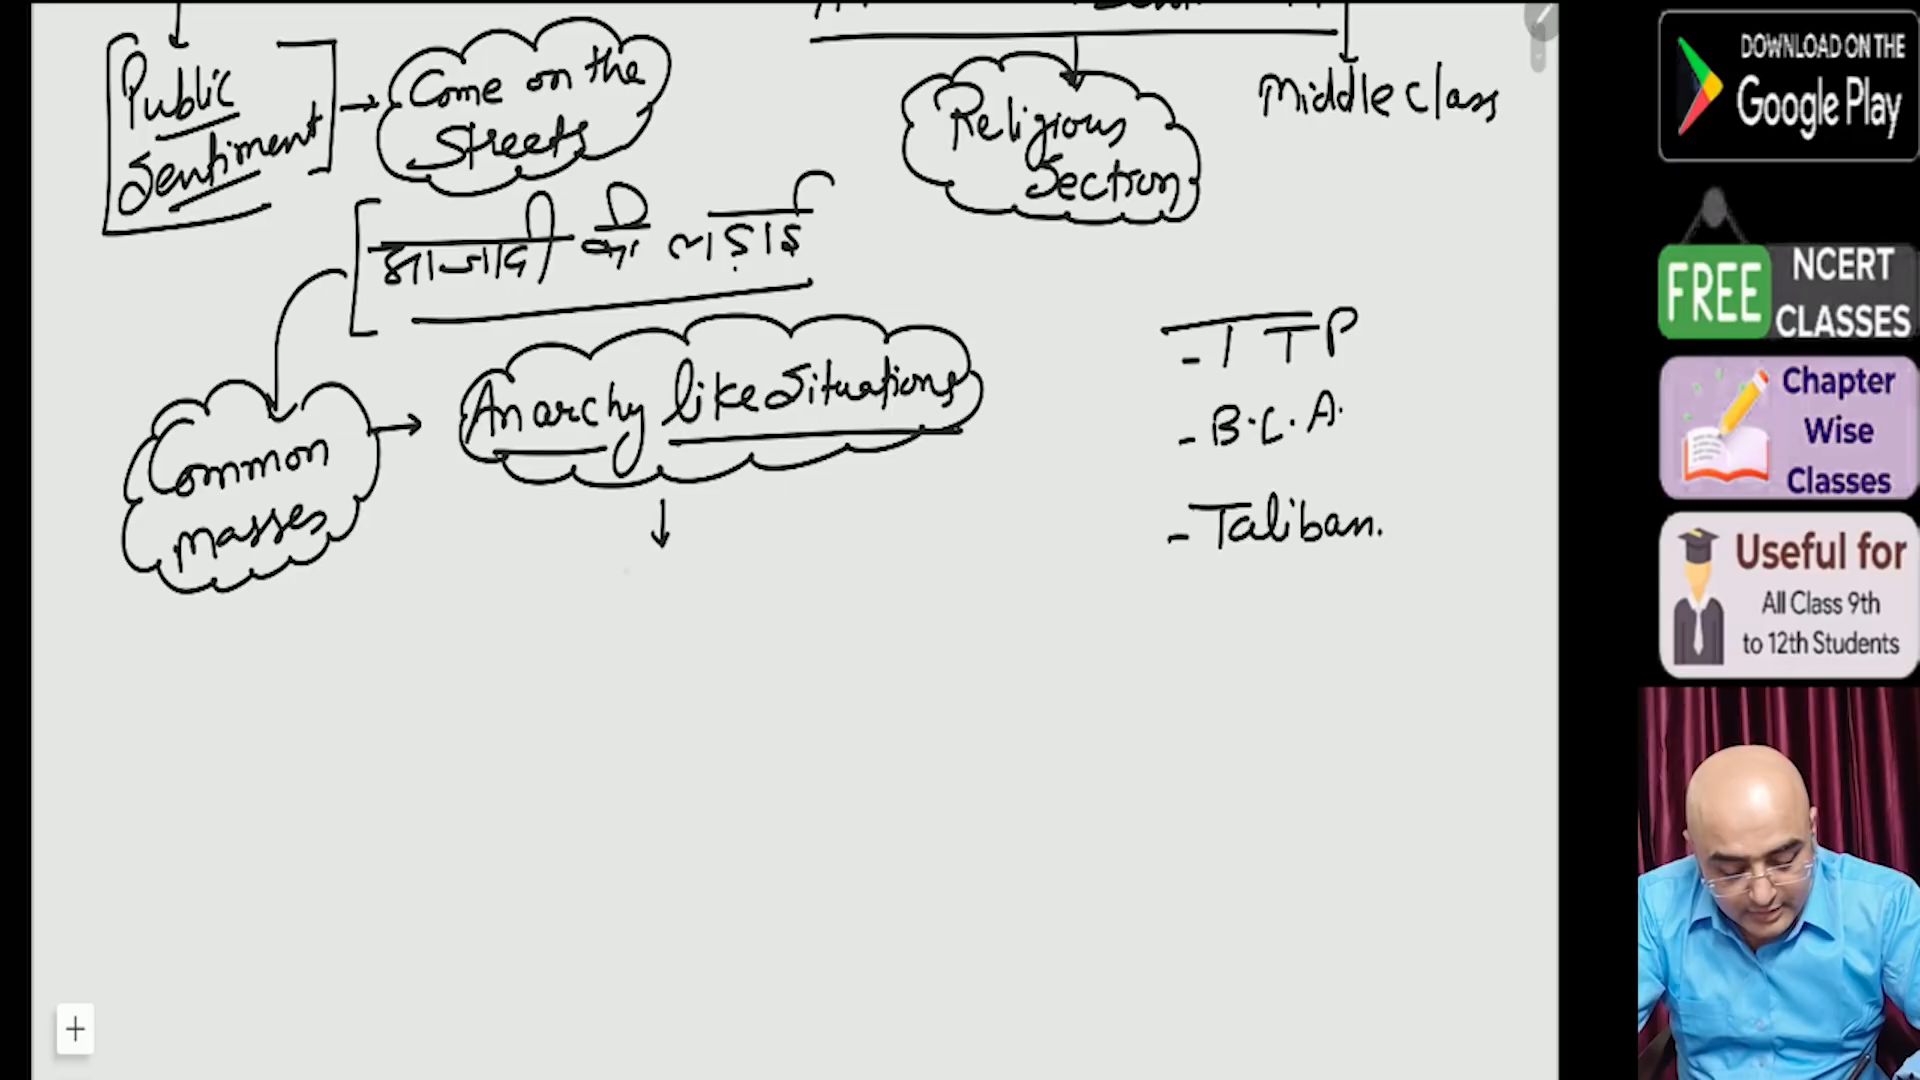 Public
Sentiment
Come on the
Streets
Religious
Section
Middle Class
आजादी की लड़ाई
Common
Masses
Anarchy like Situations
- TTP
- B.L.A.
- Taliban.
+
DOWNLOAD ON THE
Google Play
FREE
NCERT
CLASSES
Chapter
Wise
Classes
Useful for
All Class 9th
to 12th Students